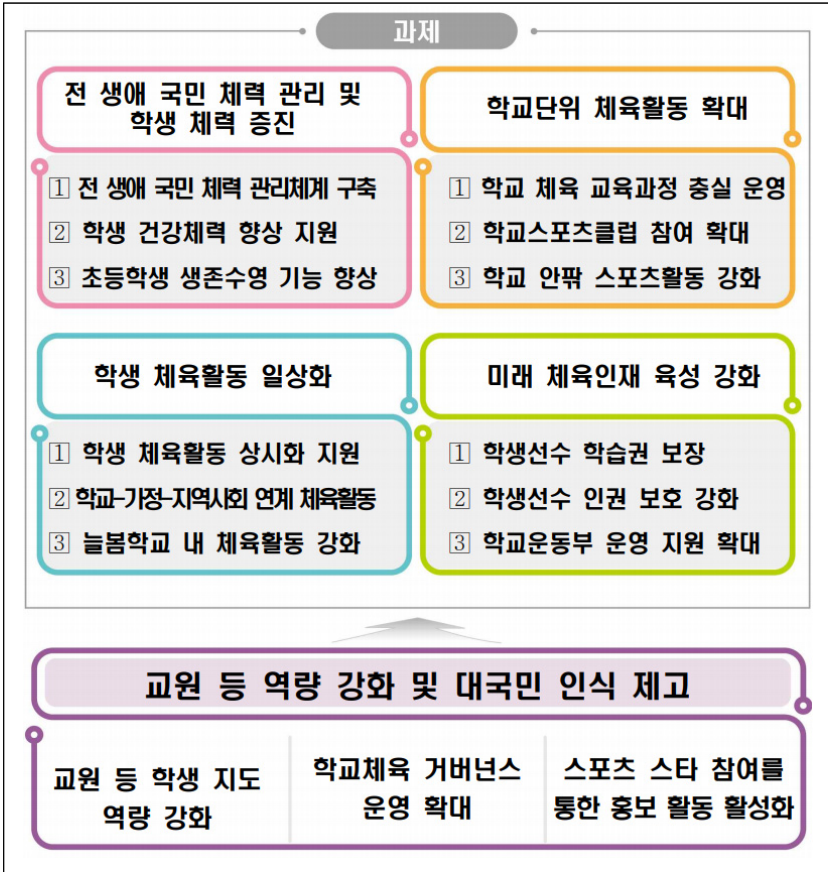 과제
전 생애 국민 체력 관리 및
학생 체력 증진
1 전 생애 국민 체력 관리체계 구축
2 학생 건강체력 향상 지원
3 초등학생 생존수영 기능 향상
학교단위 체육활동 확대
1 학교 체육 교육과정 충실 운영
2 학교스포츠클럽 참여 확대
3 학교 안팎 스포츠활동 강화
학생 체육활동 일상화
1 학생 체육활동 상시화 지원
2 학교-가정-지역사회 연계 체육활동
3 늘봄학교 내 체육활동 강화
미래 체육인재 육성 강화
1 학생선수 학습권 보장
2 학생선수 인권 보호 강화
3 학교운동부 운영 지원 확대
교원 등 역량 강화 및 대국민 인식 제고
교원 등 학생 지도
역량 강화
학교체육 거버넌스
운영 확대
스포츠 스타 참여를
통한 홍보 활동 활성화